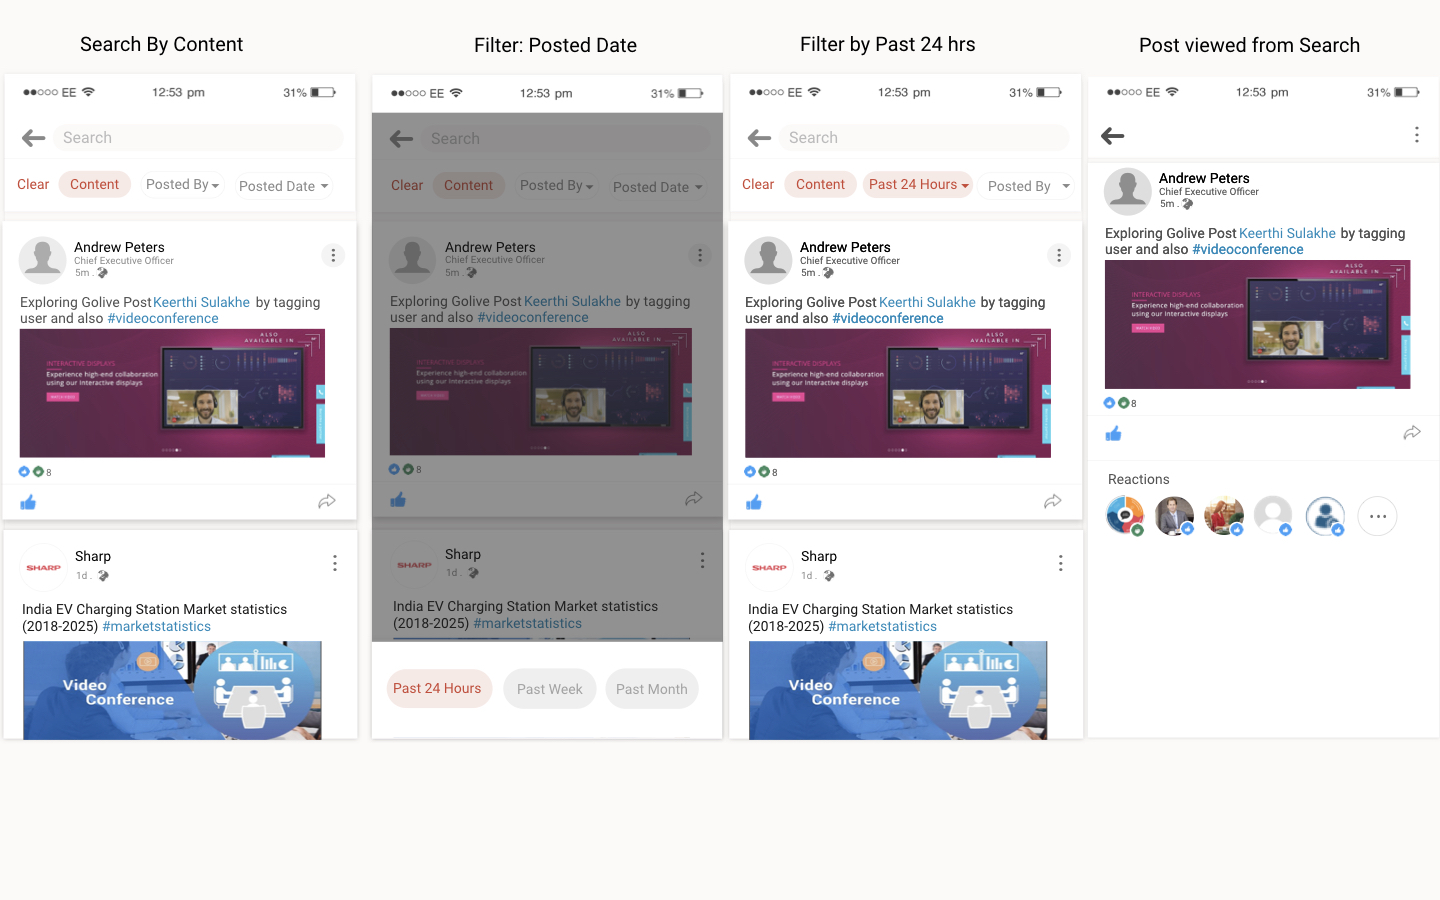 Search By Content
Filter: Posted Date
Filter by Past 24 hrs
Post viewed from Search
EE 12:53 pm 31%
Search
Clear Content Posted By Posted Date
Andrew Peters
Chief Executive Officer
5m .
Exploring Golive Post Keerthi Sulakhe by tagging
user and also #videoconference
ALSO
AVAILABLE IN
INTERACTIVE DISPLAYS
Experience high-end collaboration
using our Interactive displays
WATCH VIDEO
8
Sharp
SHARP
1d .
India EV Charging Station Market statistics
(2018-2025) #marketstatistics
Video
Conference
EE 12:53 pm 31%
Search
Clear Content Posted By Posted Date
Andrew Peters
Chief Executive Officer
5m .
Exploring Golive Post Keerthi Sulakhe by tagging
user and also #videoconference
ALSO
AVAILABLE IN
INTERACTIVE DISPLAYS
Experience high-end collaboration
using our Interactive displays
WATCH VIDEO
8
Sharp
SHARP
1d .
India EV Charging Station Market statistics
(2018-2025) #marketstatistics
Past 24 Hours Past Week Past Month
EE 12:53 pm 31%
Search
Clear Content Past 24 Hours Posted By
Andrew Peters
Chief Executive Officer
5m .
Exploring Golive Post Keerthi Sulakhe by tagging
user and also #videoconference
ALSO
AVAILABLE IN
INTERACTIVE DISPLAYS
Experience high-end collaboration
using our Interactive displays
WATCH VIDEO
8
Sharp
SHARP
1d .
India EV Charging Station Market statistics
(2018-2025) #marketstatistics
Video
Conference
EE 12:53 pm 31%
Andrew Peters
Chief Executive Officer
5m .
Exploring Golive Post Keerthi Sulakhe by tagging
user and also #videoconference
ALSO
AVAILABLE IN
INTERACTIVE DISPLAYS
Experience high-end collaboration
using our Interactive displays
WATCH VIDEO
8
Reactions